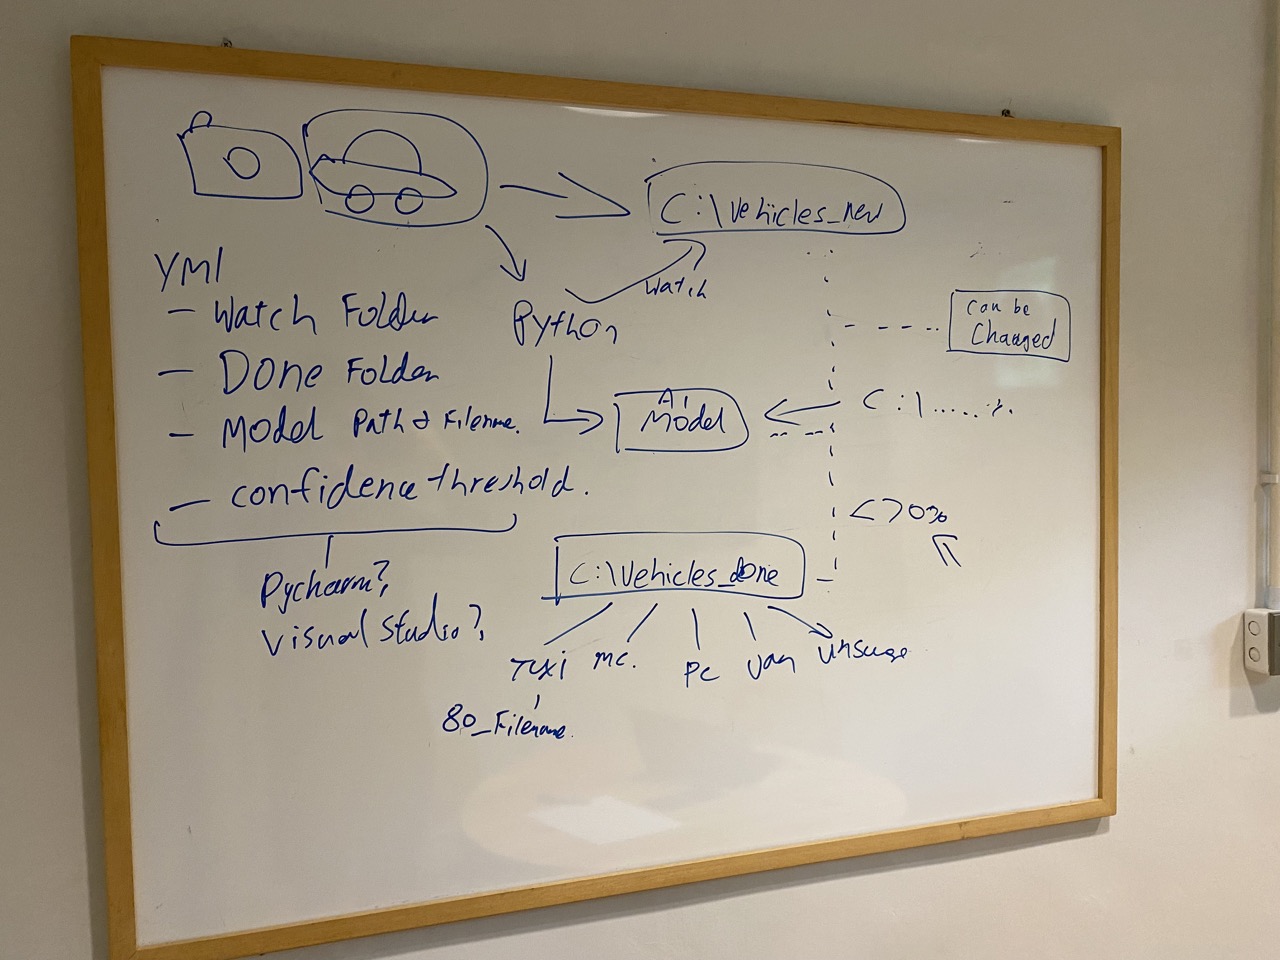 C:\Vehicles_new
YMl
- Watch Folder
Watch
can be
Changed
Python
- Done Folder
AI
Model
C:\......
- Model Path & Filename.
- confidence threshold.
<70%
C:\Vehicles_done
Pycharm?,
Visual Studio?,
Taxi mc. Pc Van
80_Filename.